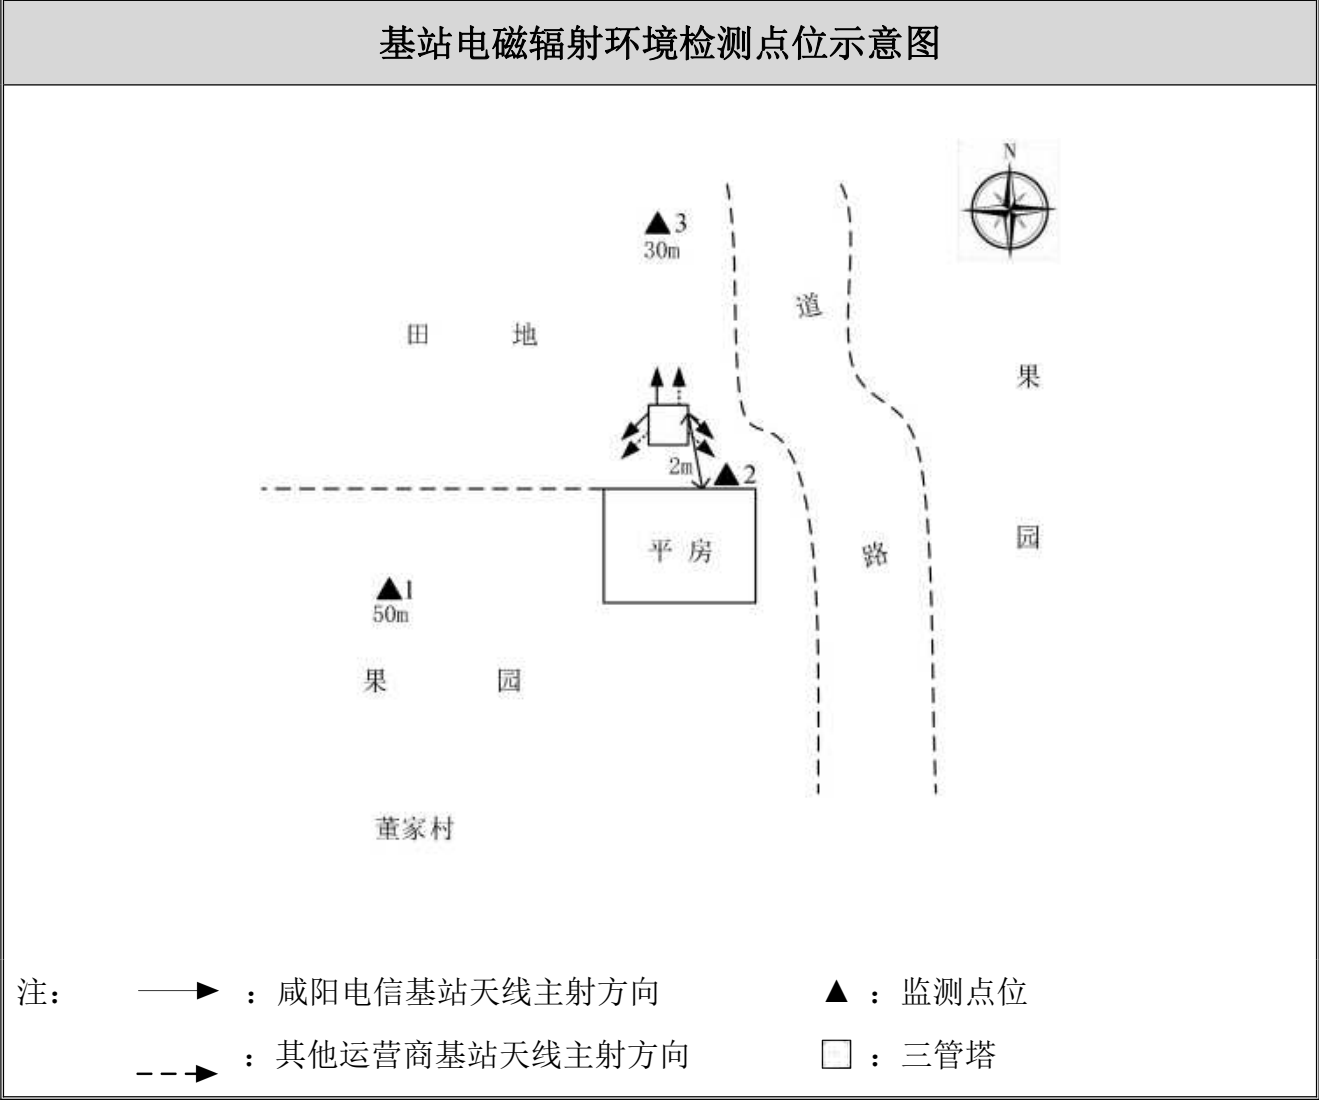 基站电磁辐射环境检测点位示意图
N
3
30m
道
田 地
果
2m
2
平 房
园
路
1
50m
果 园
董家村
注： ：咸阳电信基站天线主射方向 ：监测点位
：其他运营商基站天线主射方向 ：三管塔